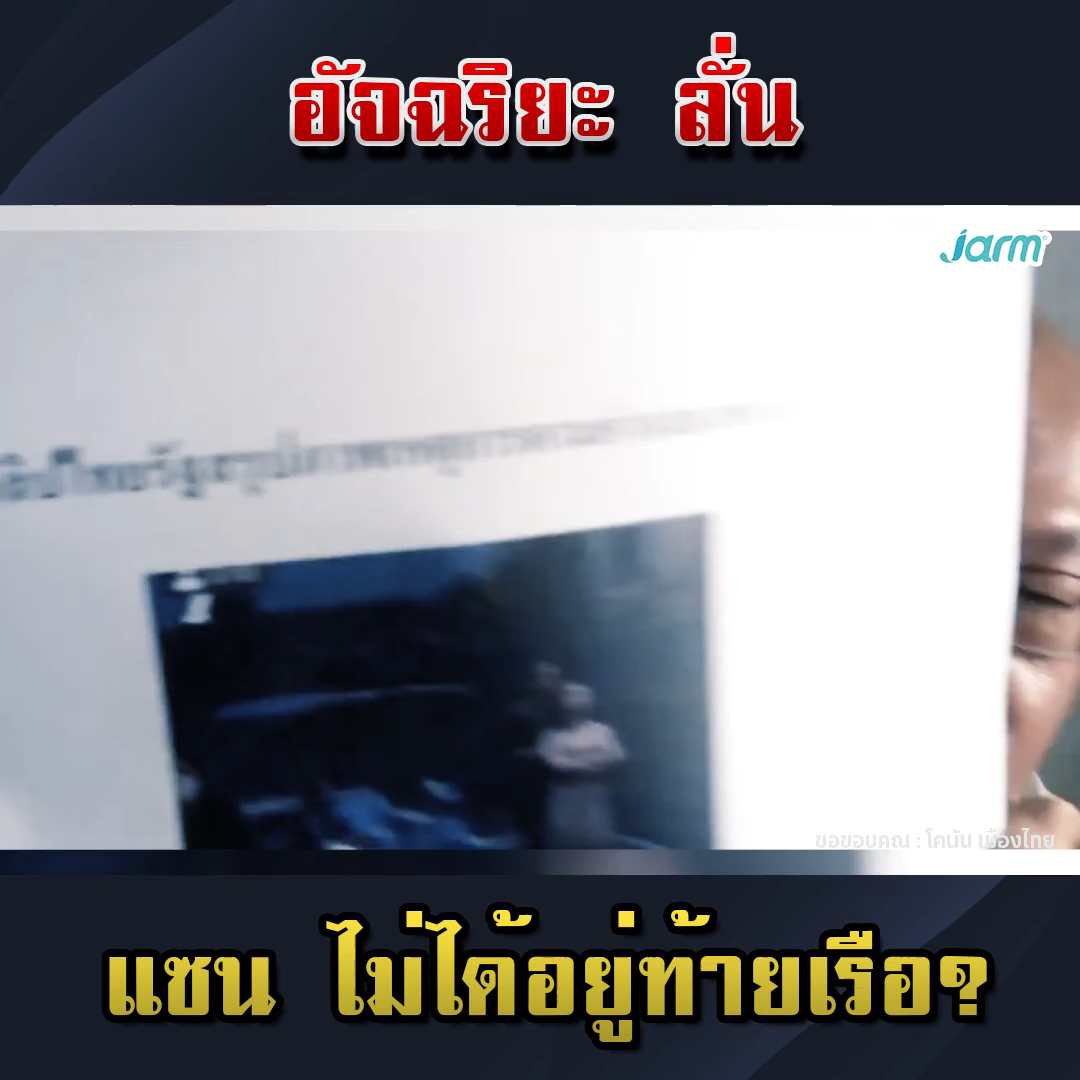 อัจฉริยะ ลั่น
jarm
ขอขอบคุณ : โคนัน เมืองไทย
แซน ไม่ได้อยู่ท้ายเรือ?